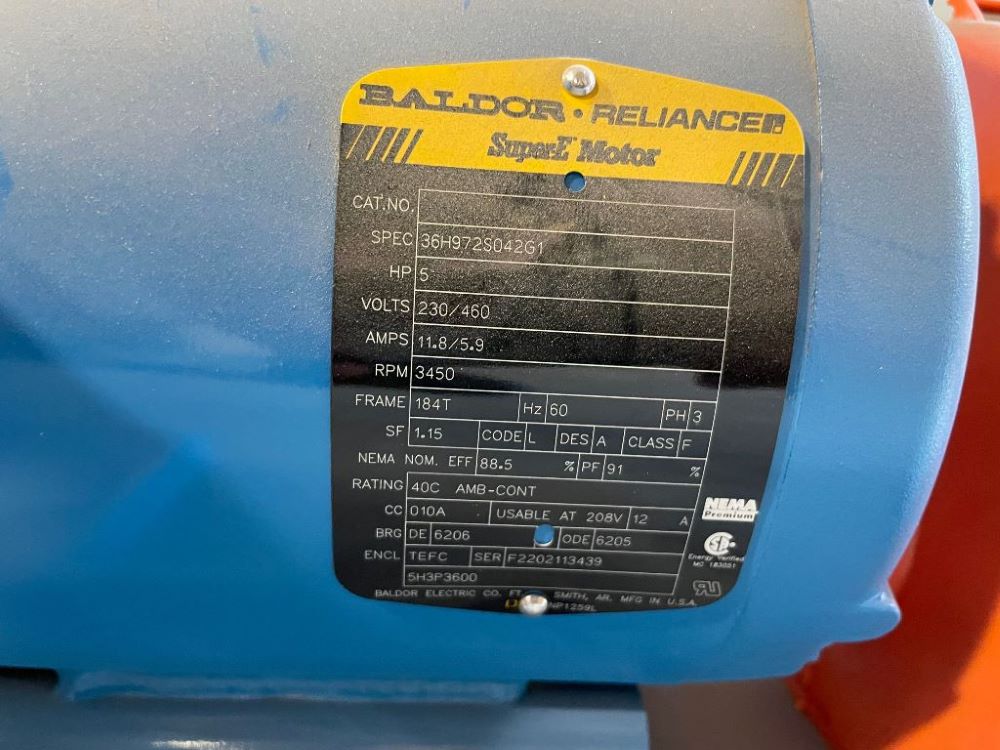 BALDOR • RELIANCE
Super-E Motor
CAT.NO.
SPEC 36H972S042G1
HP 5
VOLTS 230/460
AMPS 11.8/5.9
RPM 3450
FRAME 184T Hz 60 PH 3
SF 1.15 CODE L DES A CLASS F
NEMA NOM. EFF 88.5 % PF 91 %
RATING 40C AMB-CONT
CC 010A USABLE AT 208V 12 A
BRG DE 6206 ODE 6205
ENCL TEFC SER F2202113439
5H3P3600
NEMA
Premium
Energy Verified
MC 183051
BALDOR ELECTRIC CO. FT. SMITH, AR. MFG IN U.S.A.
NP1259L